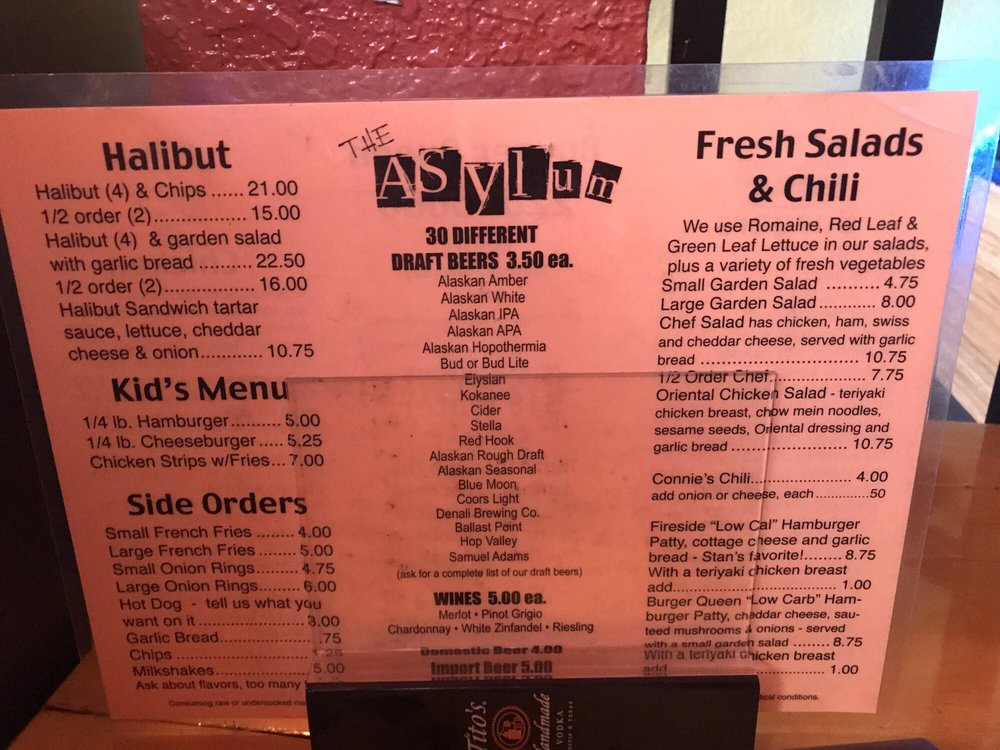 Halibut
Halibut (4) & Chips ...... 21.00
1/2 order (2)................. 15.00
Halibut (4) & garden salad
with garlic bread .......... 22.50
1/2 order (2)................. 16.00
Halibut Sandwich tartar
sauce, lettuce, cheddar
cheese & onion............ 10.75
Kid's Menu
1/4 lb. Hamburger......... 5.00
1/4 lb. Cheeseburger ..... 5.25
Chicken Strips w/Fries... 7.00
Side Orders
Small French Fries ........ 4.00
Large French Fries ........ 5.00
Small Onion Rings......... 4.75
Large Onion Rings......... 6.00
Hot Dog - tell us what you
want on it ..................... 3.00
Garlic Bread...................... .75
Chips .............................. 1.25
Milkshakes...................... 5.00
Ask about flavors, too many
Consuming raw or undercooked
THE
ASylum
30 DIFFERENT
DRAFT BEERS 3.50 ea.
Alaskan Amber
Alaskan White
Alaskan IPA
Alaskan APA
Alaskan Hopothermia
Bud or Bud Lite
Elysian
Kokanee
Cider
Stella
Red Hook
Alaskan Rough Draft
Alaskan Seasonal
Blue Moon
Coors Light
Denali Brewing Co.
Ballast Point
Hop Valley
Samuel Adams
(ask for a complete list of our draft beers)
WINES 5.00 ea.
Merlot • Pinot Grigio
Chardonnay • White Zinfandel • Riesling
Domestic Beer 4.00
Import Beer 5.00
Fresh Salads
& Chili
We use Romaine, Red Leaf &
Green Leaf Lettuce in our salads,
plus a variety of fresh vegetables
Small Garden Salad .......... 4.75
Large Garden Salad............ 8.00
Chef Salad has chicken, ham, swiss
and cheddar cheese, served with garlic
bread .................................. 10.75
1/2 Order Chef.................... 7.75
Oriental Chicken Salad - teriyaki
chicken breast, chow mein noodles,
sesame seeds, Oriental dressing and
garlic bread ........................ 10.75
Connie's Chili...................... 4.00
add onion or cheese, each ............. .50
Fireside "Low Cal" Hamburger
Patty, cottage cheese and garlic
bread - Stan's favorite!........ 8.75
With a teriyaki chicken breast
add....................................... 1.00
Burger Queen "Low Carb" Ham-
burger Patty, cheddar cheese, sau-
teed mushrooms & onions - served
with a small garden salad ........ 8.75
With a teriyaki chicken breast
add ...................................... 1.00
conditions.
Tito's
Handmade
VODKA